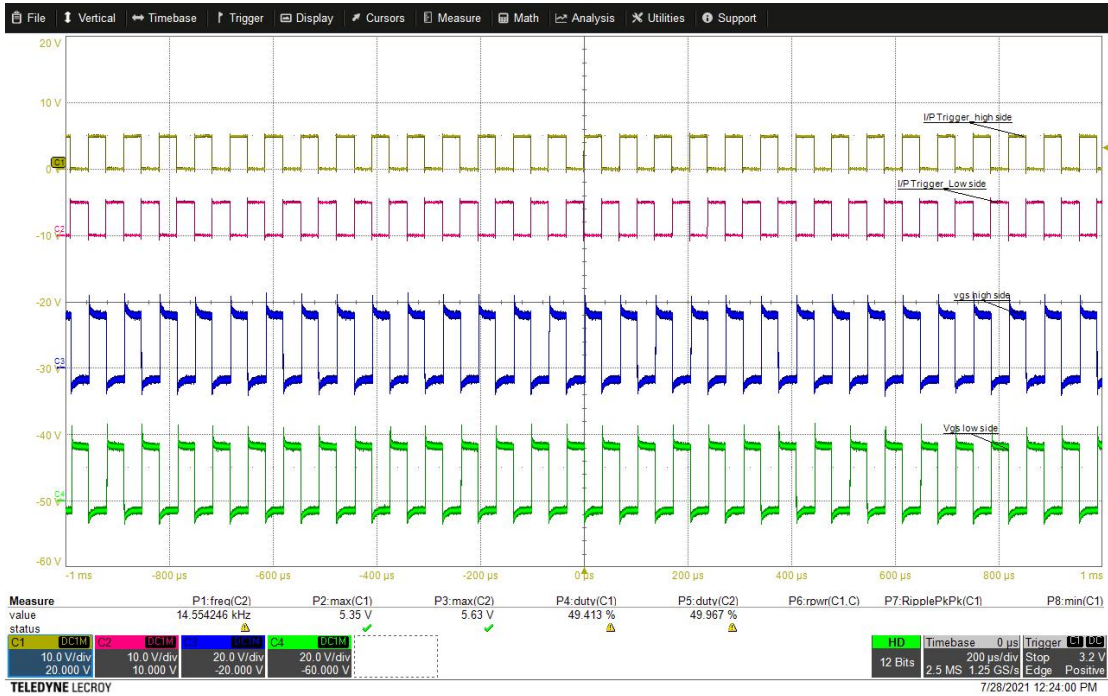 File Vertical Timebase Trigger Display Cursors Measure Math Analysis Utilities Support
20 V
10 V
I/P Trigger_high side
C1
0 V
I/P Trigger_Low side
-10 V
C2
-20 V
vgs high side
C3
-30 V
-40 V
Vgs low side
C4
-50 V
-60 V
-1 ms -800 µs -600 µs -400 µs -200 µs 0 µs 200 µs 400 µs 600 µs 800 µs 1 ms
Measure P1:freq(C2) P2:max(C1) P3:max(C2) P4:duty(C1) P5:duty(C2) P6:rpwr(C1.C) P7:RipplePkPk(C1) P8:min(C1)
value 14.554246 kHz 5.35 V 5.63 V 49.413 % 49.967 %
status
C1 DC1M C2 DC1M C3 C4 DC1M HD Timebase 0 µs Trigger C1 DC
10.0 V/div 10.0 V/div 20.0 V/div 20.0 V/div 12 Bits 200 µs/div Stop 3.2 V
20.000 V 10.000 V -20.000 V -60.000 V 2.5 MS 1.25 GS/s Edge Positive
TELEDYNE LECROY 7/28/2021 12:24:00 PM